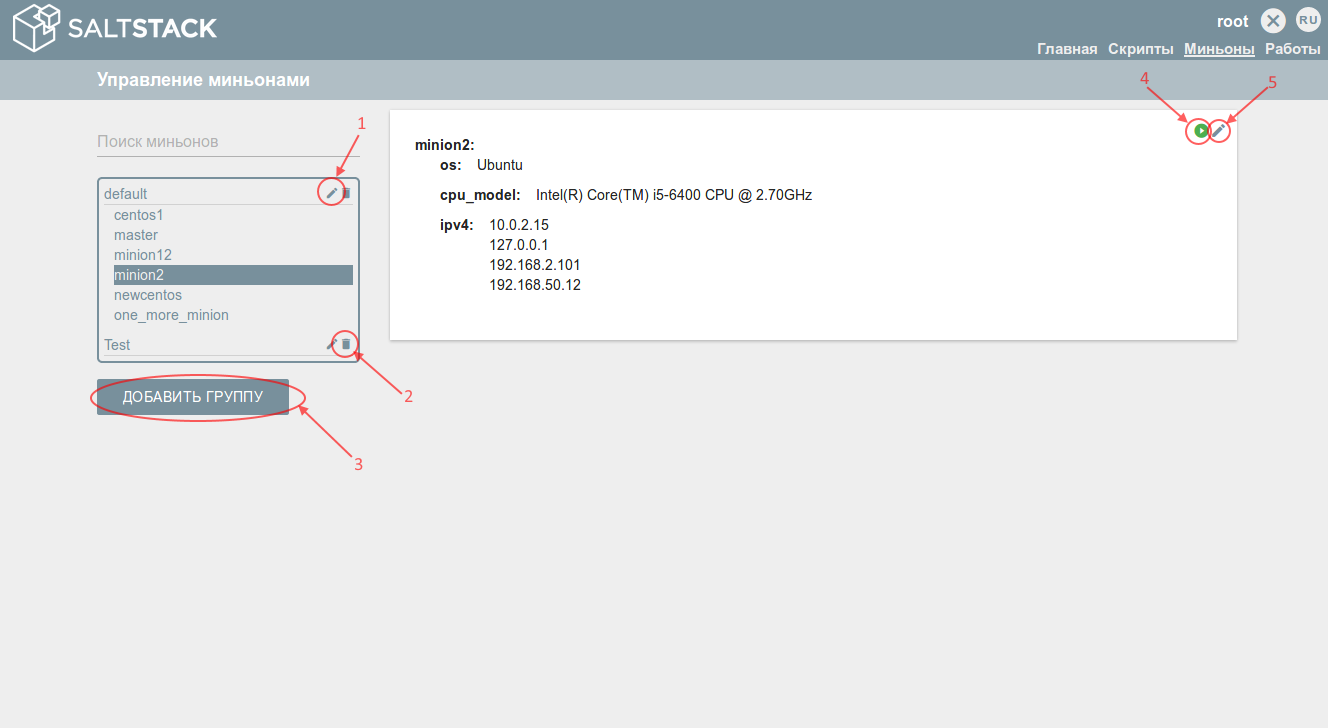 SALTSTACK
root
RU
Главная Скрипты Миньоны Работы
Управление миньонами
4
5
1
Поиск миньонов
default
centos1
master
minion12
minion2
newcentos
one_more_minion
Test
ДОБАВИТЬ ГРУППУ
2
3
minion2:
os: Ubuntu
cpu_model: Intel(R) Core(TM) i5-6400 CPU @ 2.70GHz
ipv4: 10.0.2.15
127.0.0.1
192.168.2.101
192.168.50.12